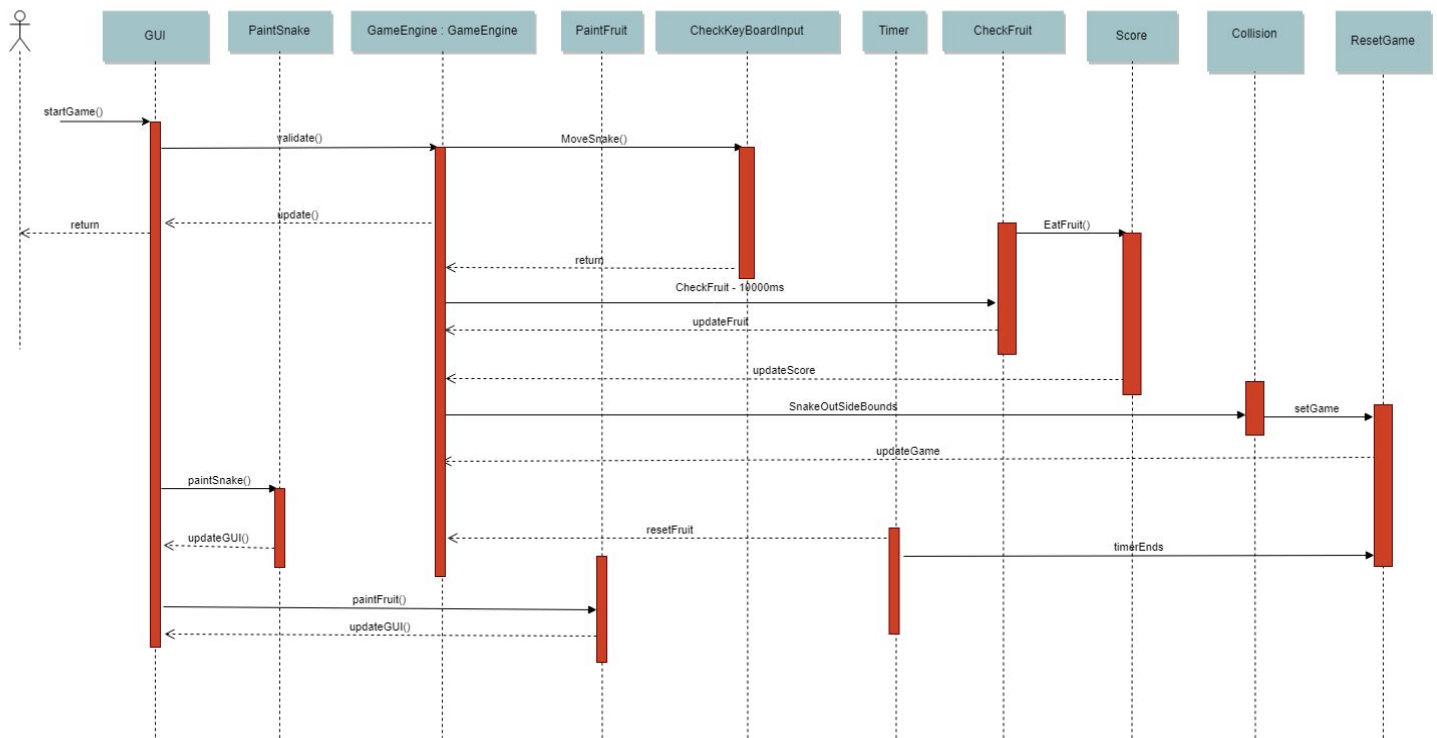 GUI
PaintSnake
GameEngine : GameEngine
PaintFruit
CheckKeyBoardInput
Timer
CheckFruit
Score
Collision
ResetGame
startGame()
validate()
MoveSnake()
update()
return
EatFruit()
return
CheckFruit - 10000ms
updateFruit
updateScore
SnakeOutSideBounds
setGame
updateGame
paintSnake()
resetFruit
updateGUI()
timerEnds
paintFruit()
updateGUI()